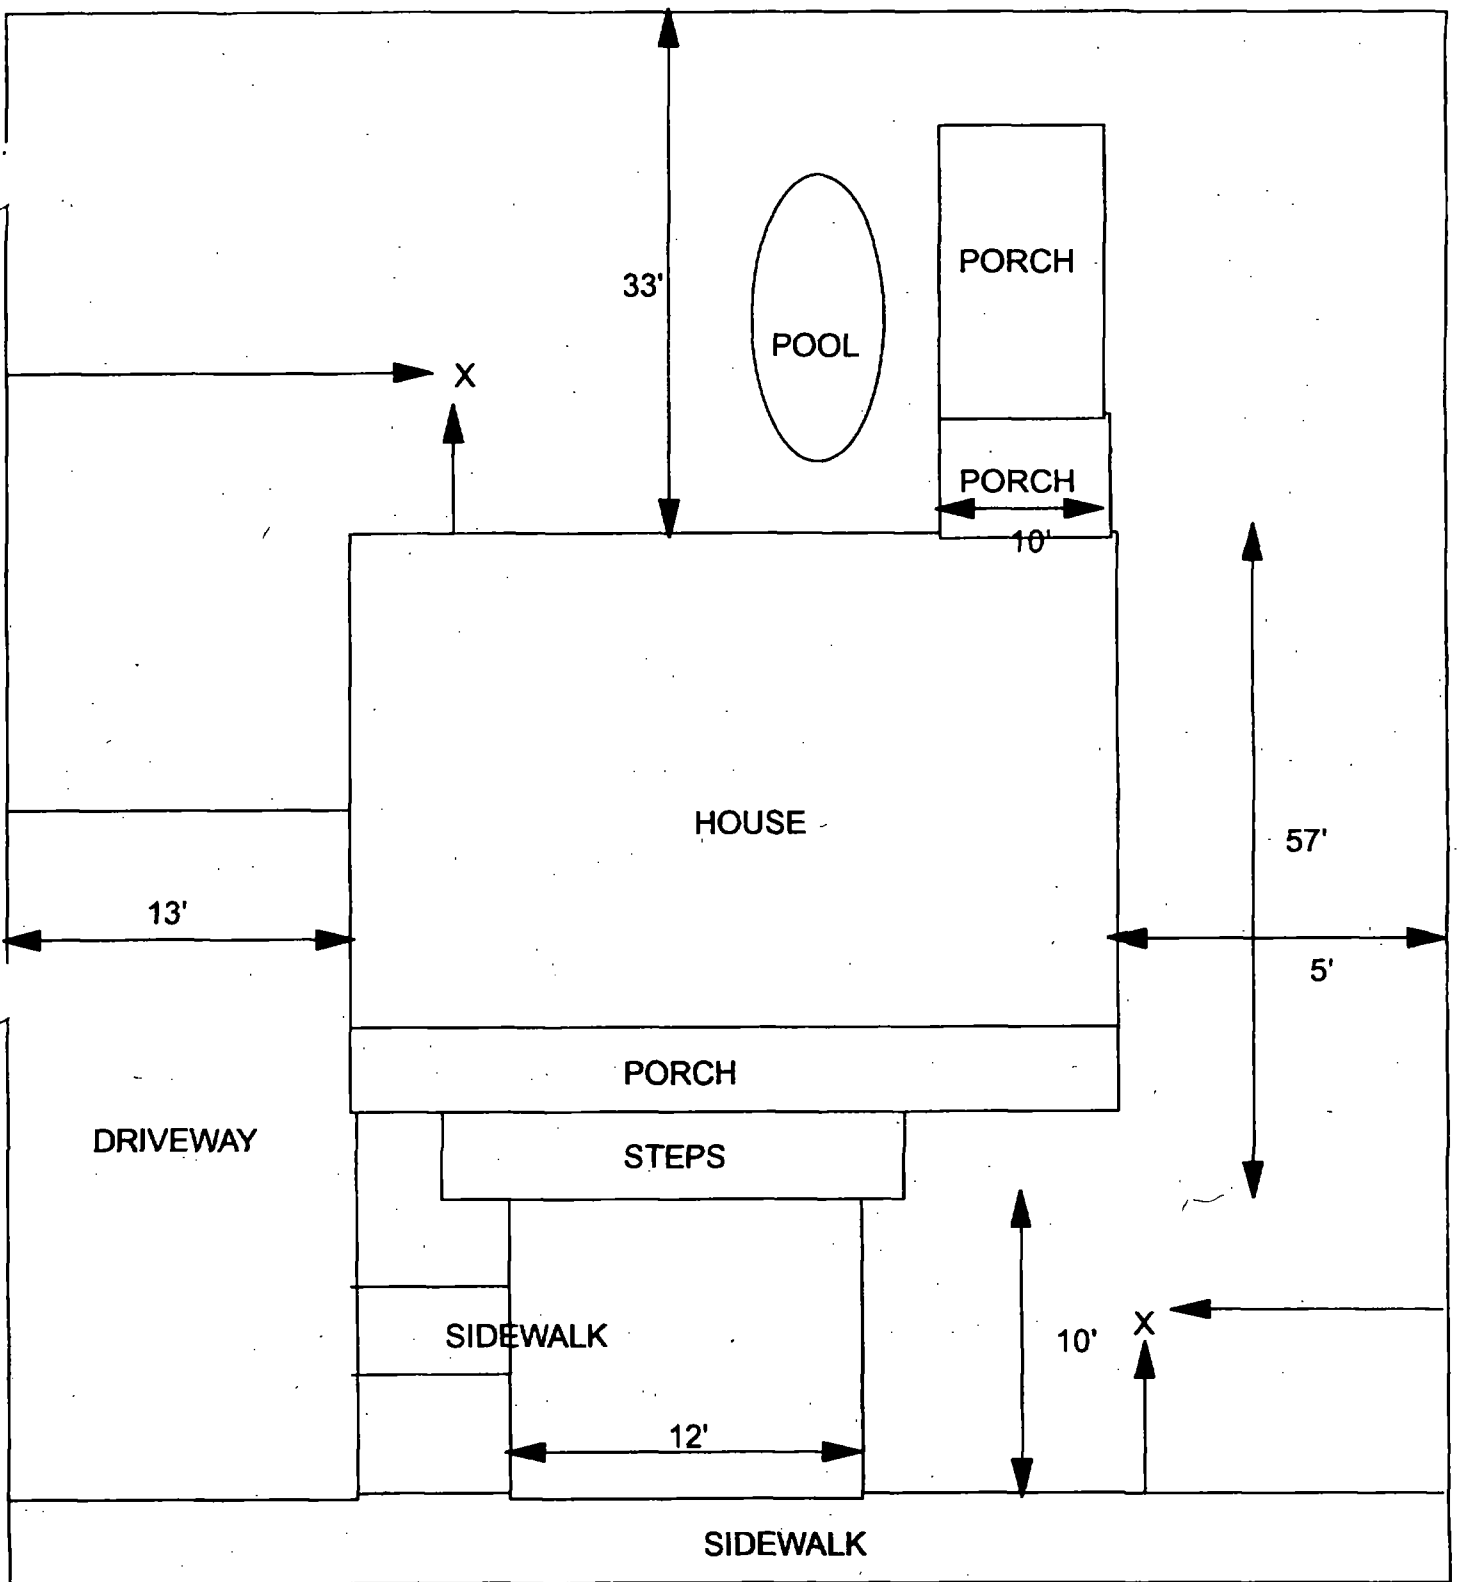 33'
PORCH
POOL
X
PORCH
10'
HOUSE
57'
13'
5'
PORCH
DRIVEWAY
STEPS
X
SIDEWALK
10'
12'
SIDEWALK